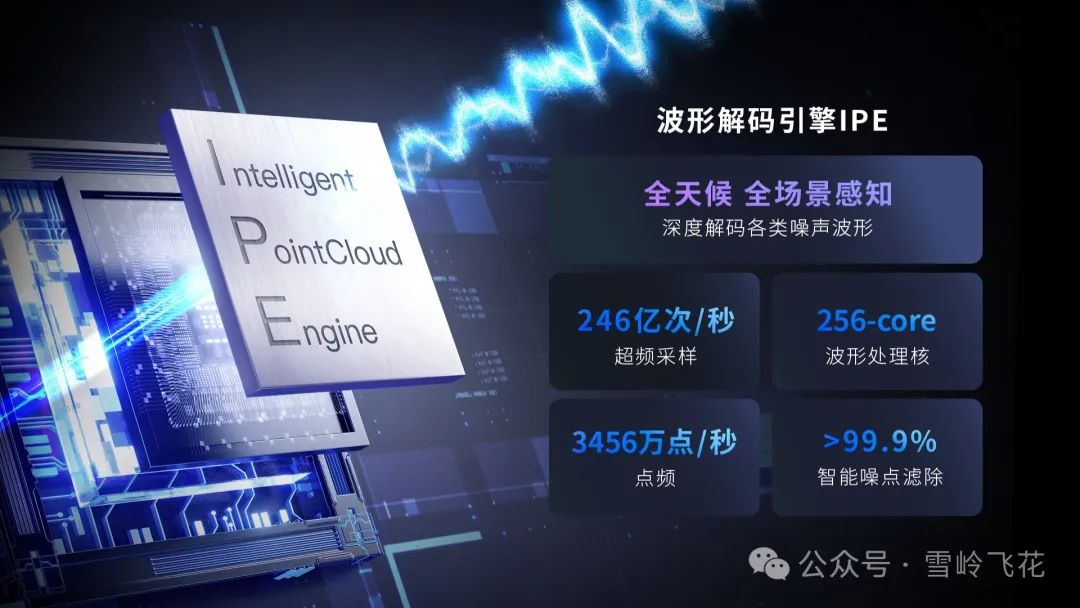 Intelligent
PointCloud
Engine
波形解码引擎IPE
全天候 全场景感知
深度解码各类噪声波形
246亿次/秒
超频采样
256-core
波形处理核
3456万点/秒
点频
>99.9%
智能噪点滤除
公众号·雪岭飞花